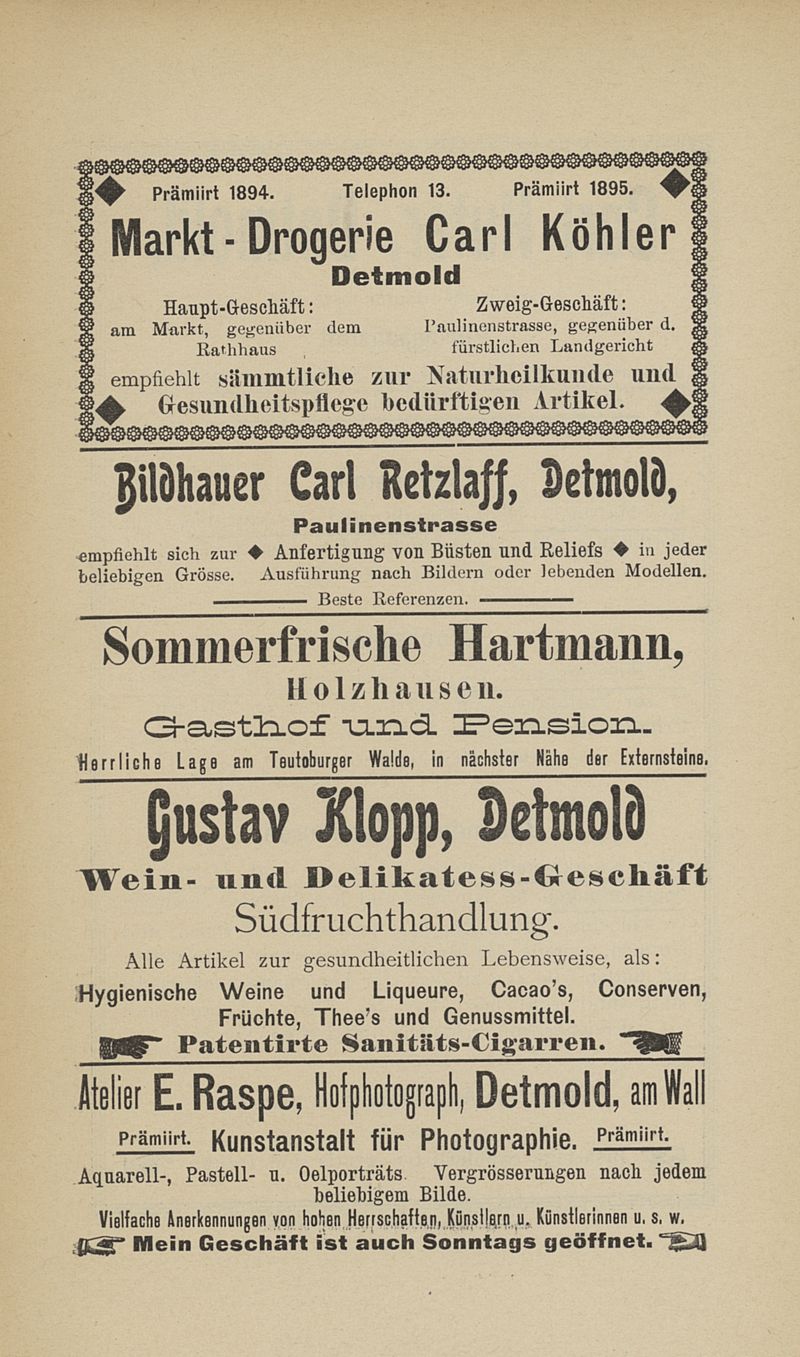 Prämiirt 1894. Telephon 13. Prämiirt 1895.
Markt - Drogerie Carl Köhler
Detmold
Haupt-Geschäft: Zweig-Geschäft:
am Markt, gegenüber dem Paulinenstrasse, gegenüber d.
Rathhaus fürstlichen Landgericht
empfiehlt sämmtliche zur Naturheilkunde und
Gesundheitspflege bedürftigen Artikel.
Bildhauer Carl Retzlaff, Detmold,
Paulinenstrasse
empfiehlt sich zur ◆ Anfertigung von Büsten und Reliefs ◆ in jeder
beliebigen Grösse. Ausführung nach Bildern oder lebenden Modellen.
Beste Referenzen.
Sommerfrische Hartmann,
Holzhausen.
Gasthof und Pension.
Herrliche Lage am Teutoburger Walde, in nächster Nähe der Externsteine.
Gustav Klopp, Detmold
Wein- und Delikatess-Geschäft
Südfruchthandlung.
Alle Artikel zur gesundheitlichen Lebensweise, als:
Hygienische Weine und Liqueure, Cacao's, Conserven,
Früchte, Thee's und Genussmittel.
Patentirte Sanitäts-Cigarren.
Atelier E. Raspe, Hofphotograph, Detmold, am Wall
Prämiirt. Kunstanstalt für Photographie. Prämiirt.
Aquarell-, Pastell- u. Oelporträts. Vergrösserungen nach jedem
beliebigem Bilde.
Vielfache Anerkennungen von hohen Herrschaften, Künstlern u. Künstlerinnen u. s. w.
Mein Geschäft ist auch Sonntags geöffnet.